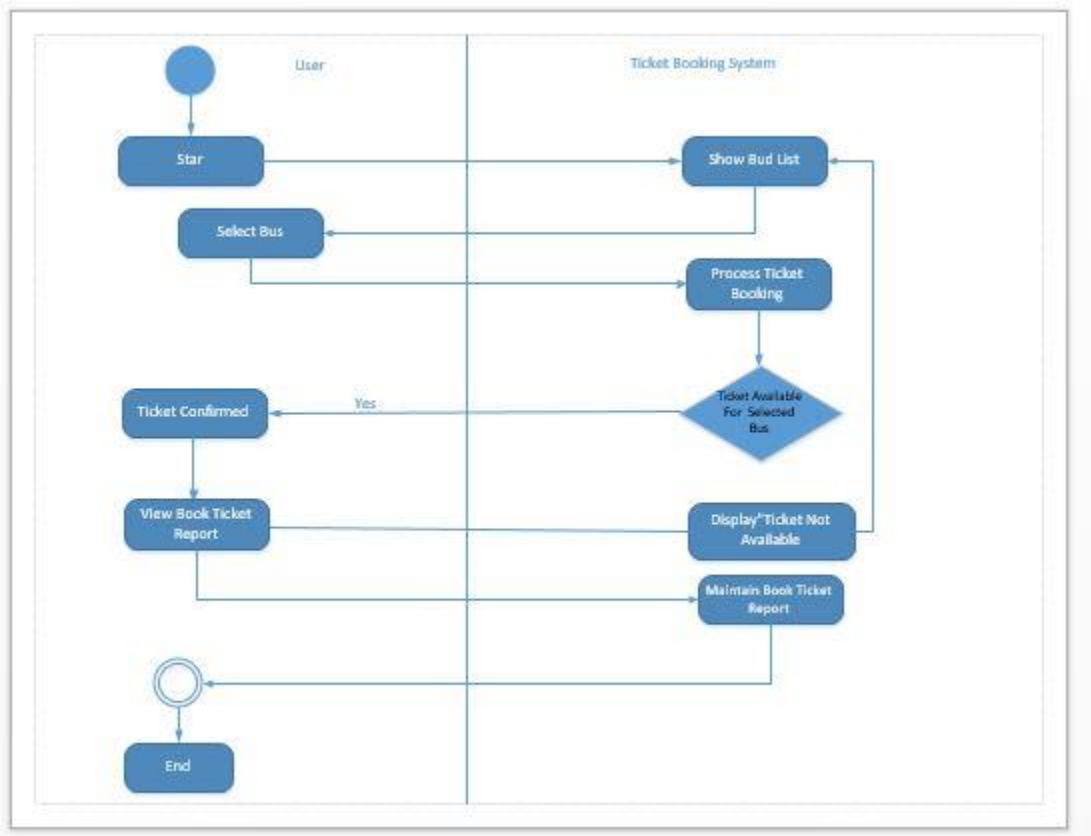 User
Ticket Booking System
Star
Show Bud List
Select Bus
Process Ticket
Booking
Ticket Available
For Selected
Bus
Yes
Ticket Confirmed
View Book Ticket
Report
Display"Ticket Not
Available
Maintain Book Ticket
Report
End